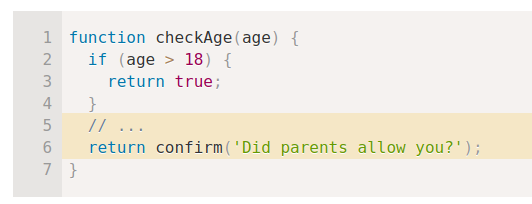 1 function checkAge(age) {
2   if (age > 18) {
3     return true;
4   }
5   // ...
6   return confirm('Did parents allow you?');
7 }